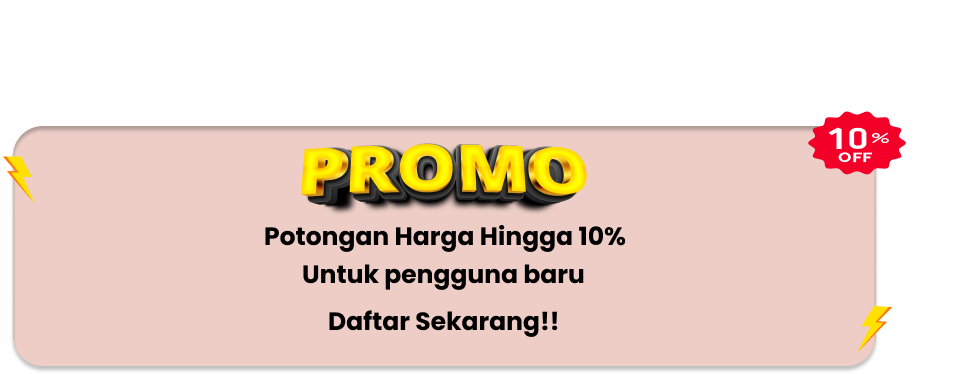 10%
OFF
PROMO
Potongan Harga Hingga 10%
Untuk pengguna baru
Daftar Sekarang!!